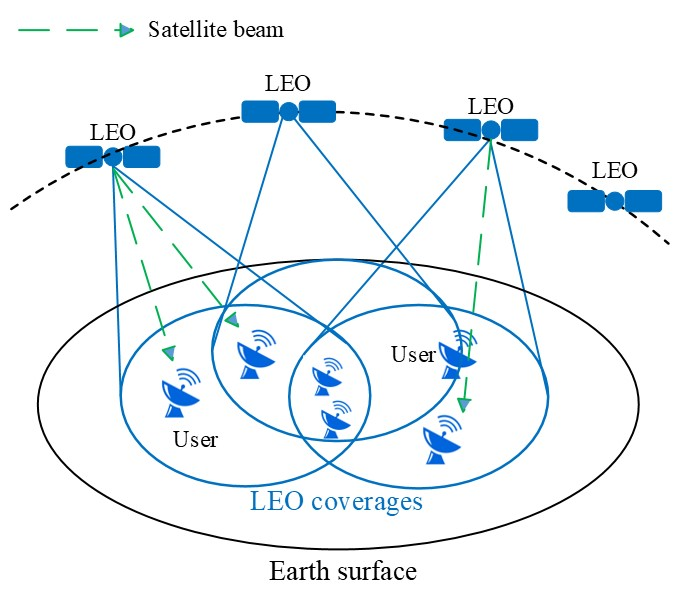 Satellite beam
LEO
LEO
LEO
LEO
User
User
LEO coverages
Earth surface